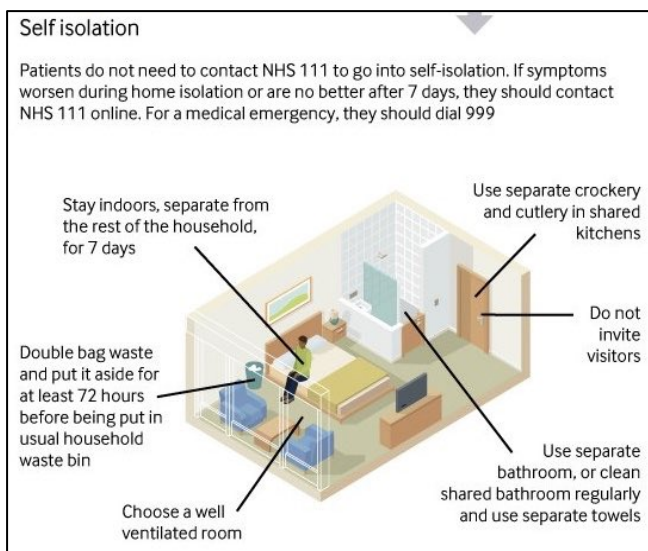 Self isolation
Patients do not need to contact NHS 111 to go into self-isolation. If symptoms
worsen during home isolation or are no better after 7 days, they should contact
NHS 111 online. For a medical emergency, they should dial 999
Stay indoors, separate from
the rest of the household,
for 7 days
Use separate crockery
and cutlery in shared
kitchens
Do not
invite
visitors
Double bag waste
and put it aside for
at least 72 hours
before being put in
usual household
waste bin
Choose a well
ventilated room
Use separate
bathroom, or clean
shared bathroom regularly
and use separate towels